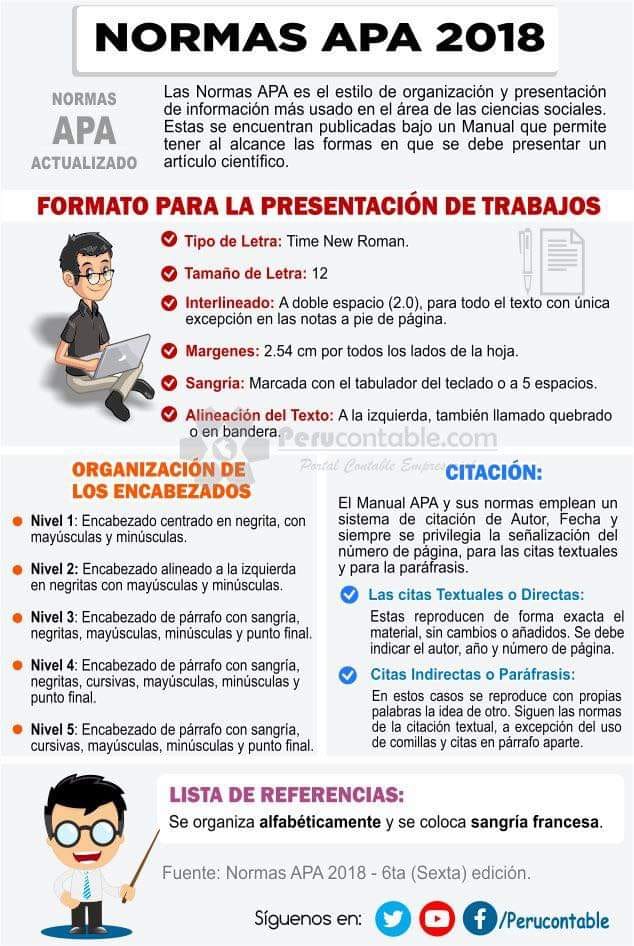 NORMAS APA 2018
NORMAS
APA
ACTUALIZADO
Las Normas APA es el estilo de organización y presentación
de información más usado en el área de las ciencias sociales.
Estas se encuentran publicadas bajo un Manual que permite
tener al alcance las formas en que se debe presentar un
artículo científico.
FORMATO PARA LA PRESENTACIÓN DE TRABAJOS
Tipo de Letra: Time New Roman.
Tamaño de Letra: 12
Interlineado: A doble espacio (2.0), para todo el texto con única
excepción en las notas a pie de página.
Margenes: 2.54 cm por todos los lados de la hoja.
Sangría: Marcada con el tabulador del teclado o a 5 espacios.
Alineación del Texto: A la izquierda, también llamado quebrado
o en bandera.
Perucontable.com
Portal Contable Empresarial
ORGANIZACIÓN DE
LOS ENCABEZADOS
Nivel 1: Encabezado centrado en negrita, con
mayúsculas y minúsculas.
Nivel 2: Encabezado alineado a la izquierda
en negritas con mayúsculas y minúsculas.
Nivel 3: Encabezado de párrafo con sangría,
negritas, mayúsculas, minúsculas y punto final.
Nivel 4: Encabezado de párrafo con sangría,
negritas, cursivas, mayúsculas, minúsculas y
punto final.
Nivel 5: Encabezado de párrafo con sangría,
cursivas, mayúsculas, minúsculas y punto final.
CITACIÓN:
El Manual APA y sus normas emplean un
sistema de citación de Autor, Fecha y
siempre se privilegia la señalización del
número de página, para las citas textuales
y para la paráfrasis.
Las citas Textuales o Directas:
Estas reproducen de forma exacta el
material, sin cambios o añadidos. Se debe
indicar el autor, año y número de página.
Citas Indirectas o Paráfrasis:
En estos casos se reproduce con propias
palabras la idea de otro. Siguen las normas
de la citación textual, a excepción del uso
de comillas y citas en párrafo aparte.
LISTA DE REFERENCIAS:
Se organiza alfabéticamente y se coloca sangría francesa.
Fuente: Normas APA 2018 - 6ta (Sexta) edición.
Síguenos en: /Perucontable